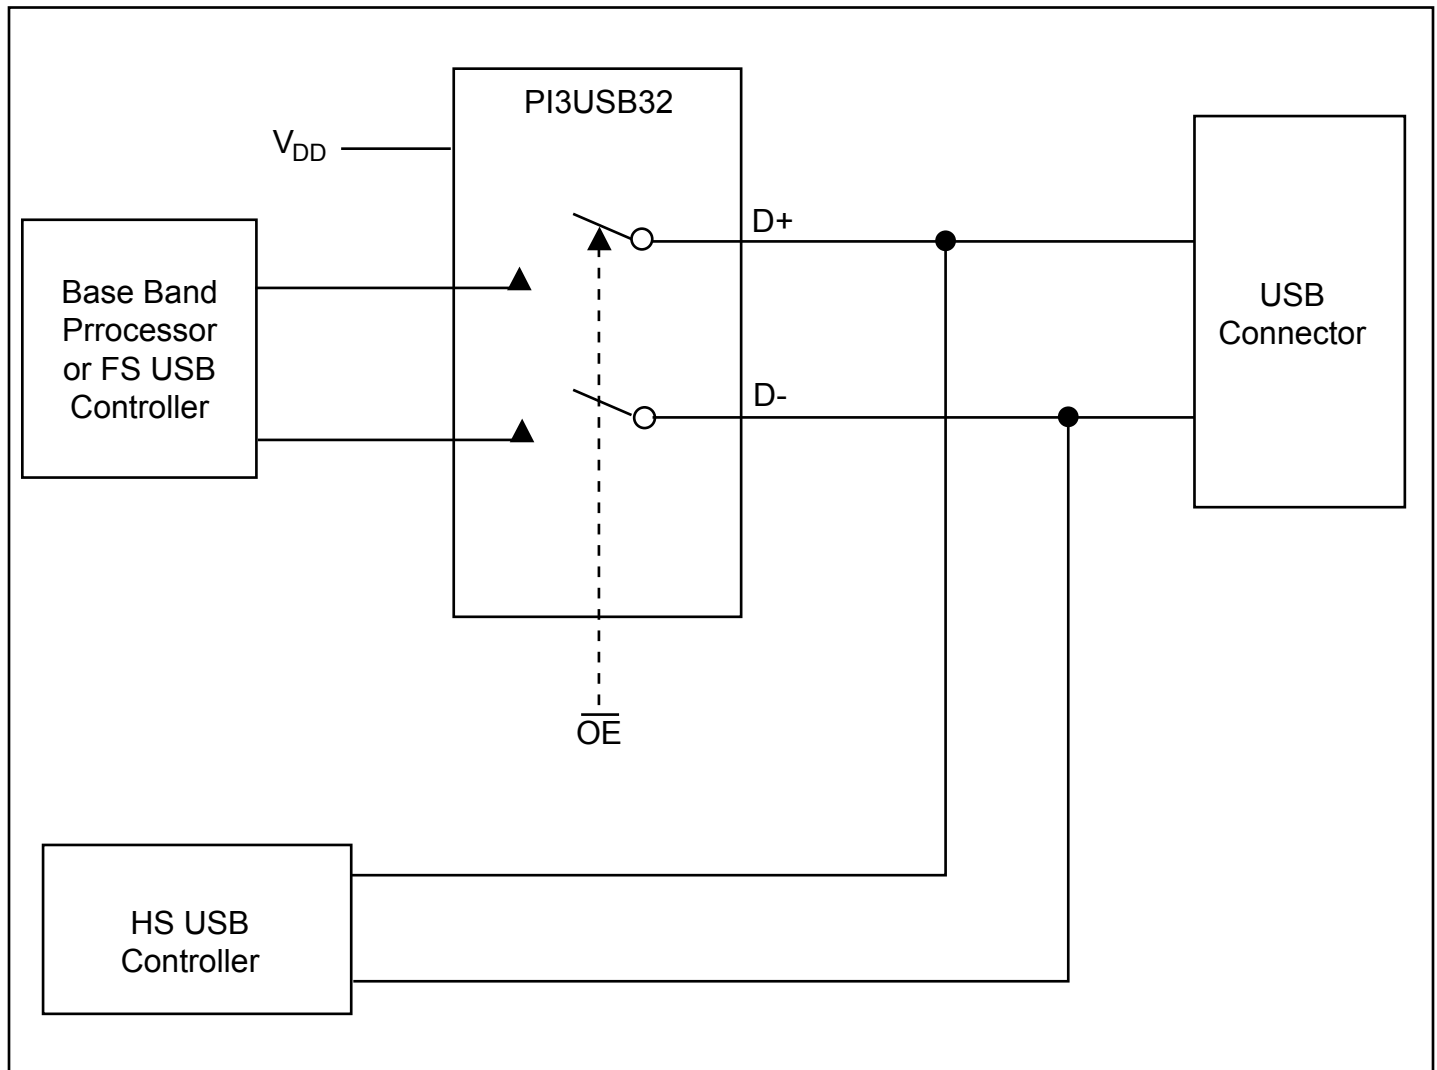 PI3USB32
VDD
D+
Base Band
Prrocessor
or FS USB
Controller
USB
Connector
D-
OE
HS USB
Controller